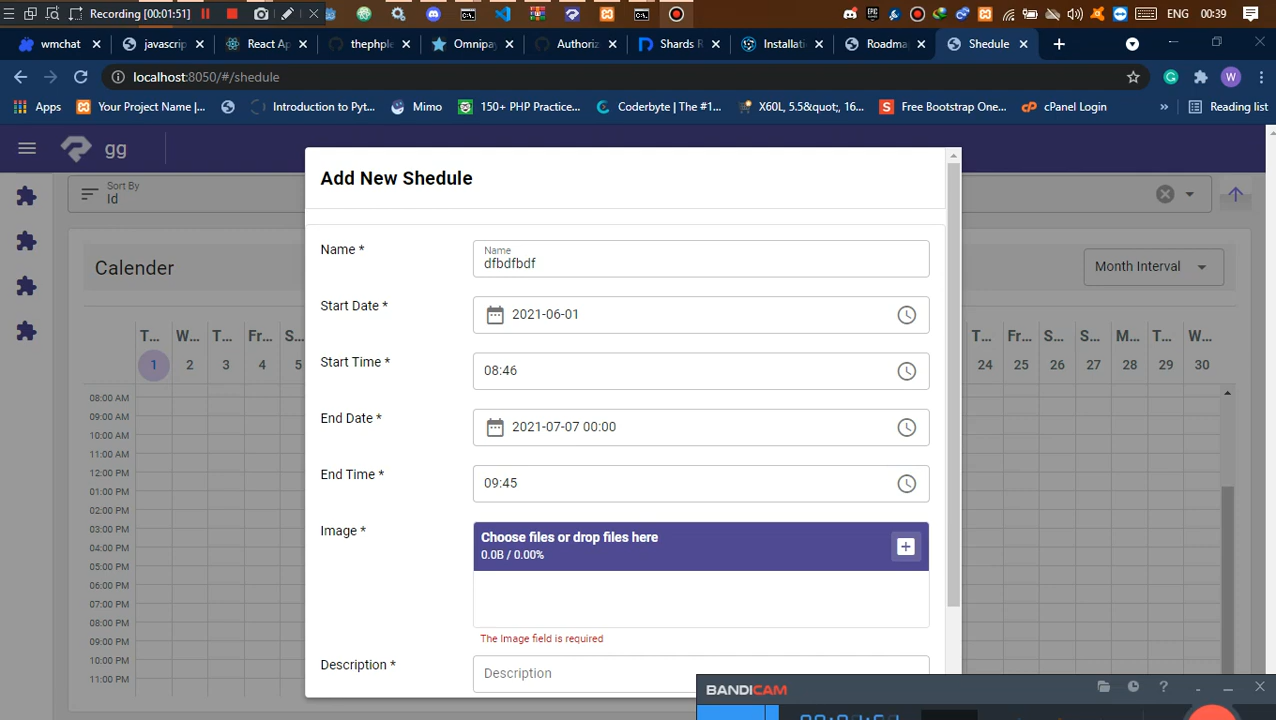 Recording [00:01:51]
ENG 00:39
wmchat
javascrip
React Ap
thephple
Omnipay
Authoriz
Shards R
Installati
Roadma
Shedule
localhost:8050/#/shedule
W
Apps
Your Project Name |...
Introduction to Pyt...
Mimo
150+ PHP Practice...
Coderbyte | The #1...
X60L, 5.5&quot;, 16...
Free Bootstrap One...
cPanel Login
»
Reading list
gg
Sort By
Id
Calender
Month Interval
T... W... T... Fr... S...
T... Fr... S... S... M... T... W...
1 2 3 4 5
24 25 26 27 28 29 30
08:00 AM
09:00 AM
10:00 AM
11:00 AM
12:00 PM
01:00 PM
02:00 PM
03:00 PM
04:00 PM
05:00 PM
06:00 PM
07:00 PM
08:00 PM
09:00 PM
10:00 PM
11:00 PM
Add New Shedule
Name *
Name
dfbdfbdf
Start Date *
2021-06-01
Start Time *
08:46
End Date *
2021-07-07 00:00
End Time *
09:45
Image *
Choose files or drop files here
0.0B / 0.00%
The Image field is required
Description *
Description
BANDICAM